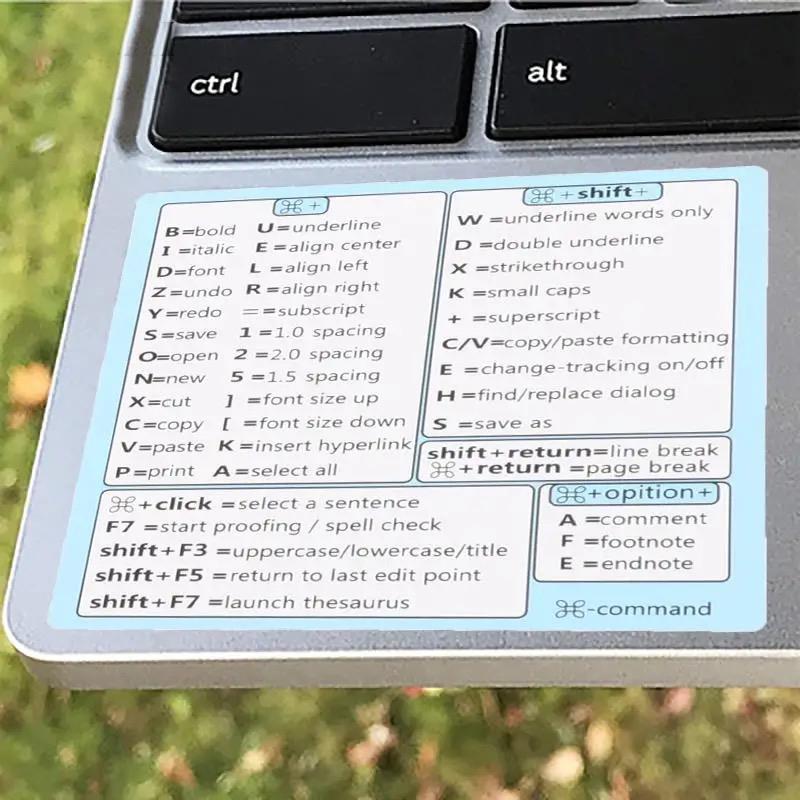 ctrl
alt
⌘ +
B=bold U=underline
I =italic E =align center
D=font L =align left
Z=undo R =align right
Y=redo = =subscript
S=save 1 =1.0 spacing
O=open 2 =2.0 spacing
N=new 5 =1.5 spacing
X=cut ] =font size up
C=copy [ =font size down
V=paste K =insert hyperlink
P=print A=select all
⌘ + shift +
W =underline words only
D =double underline
X =strikethrough
K =small caps
+ =superscript
C/V=copy/paste formatting
E =change-tracking on/off
H =find/replace dialog
S =save as
shift+return=line break
⌘+return =page break
⌘+click =select a sentence
F7 =start proofing / spell check
shift+F3 =uppercase/lowercase/title
shift+F5 =return to last edit point
shift+F7 =launch thesaurus
⌘+opition+
A =comment
F =footnote
E =endnote
⌘-command